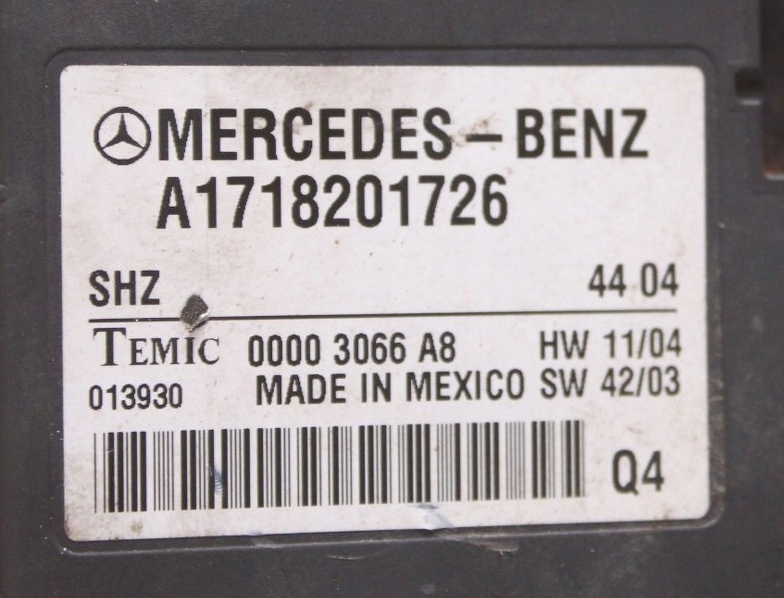 MERCEDES-BENZ
A1718201726
SHZ 44 04
TEMIC 0000 3066 A8 HW 11/04
013930 MADE IN MEXICO SW 42/03
Q4